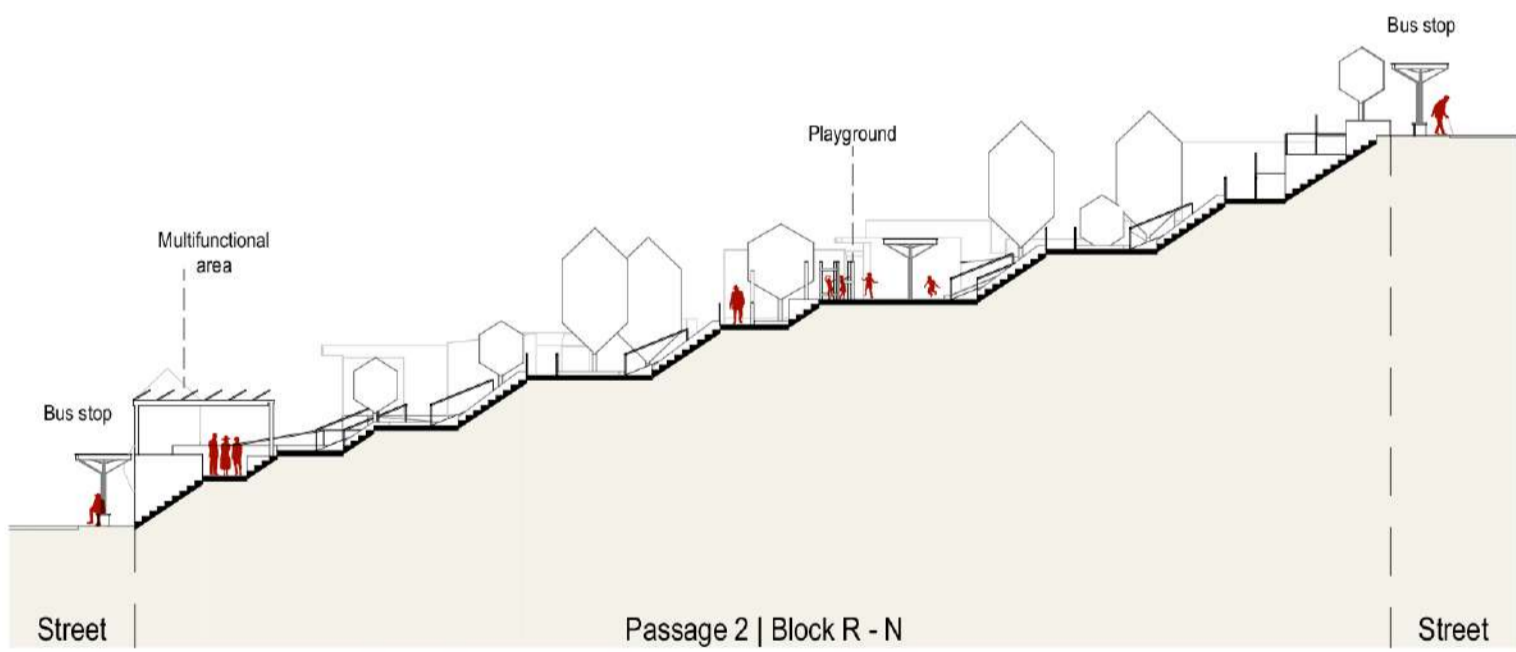 Bus stop
Playground
Multifunctional
area
Bus stop
Street
Passage 2 | Block R - N
Street